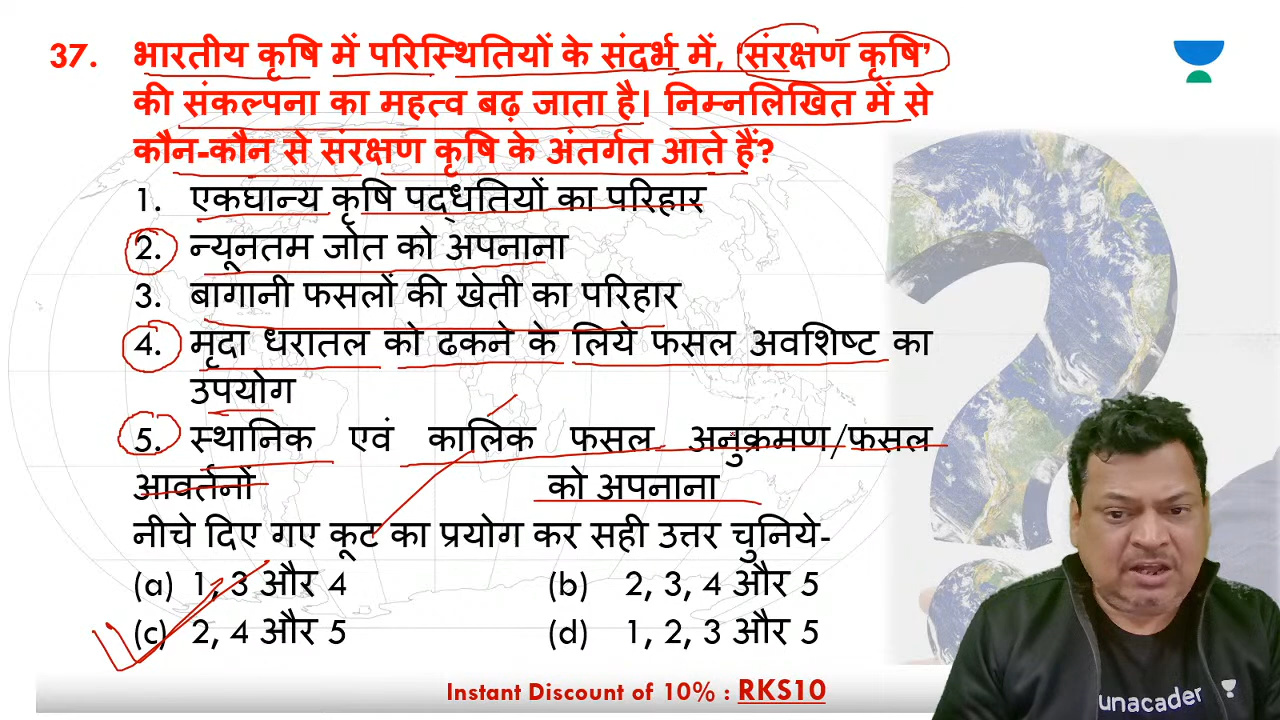 37. भारतीय कृषि में परिस्थितियों के संदर्भ में, 'संरक्षण कृषि'
की संकल्पना का महत्व बढ़ जाता है। निम्नलिखित में से
कौन-कौन से संरक्षण कृषि के अंतर्गत आते हैं?
1. एकघान्य कृषि पद्धतियों का परिहार
2. न्यूनतम जोत को अपनाना
3. बागानी फसलों की खेती का परिहार
4. मृदा धरातल को ढकने के लिये फसल अवशिष्ट का
उपयोग
5. स्थानिक एवं कालिक फसल अनुक्रमण/फसल
आवर्तनों को अपनाना
नीचे दिए गए कूट का प्रयोग कर सही उत्तर चुनिये-
(a) 1, 3 और 4 (b) 2, 3, 4 और 5
(c) 2, 4 और 5 (d) 1, 2, 3 और 5
Instant Discount of 10% : RKS10
unacader